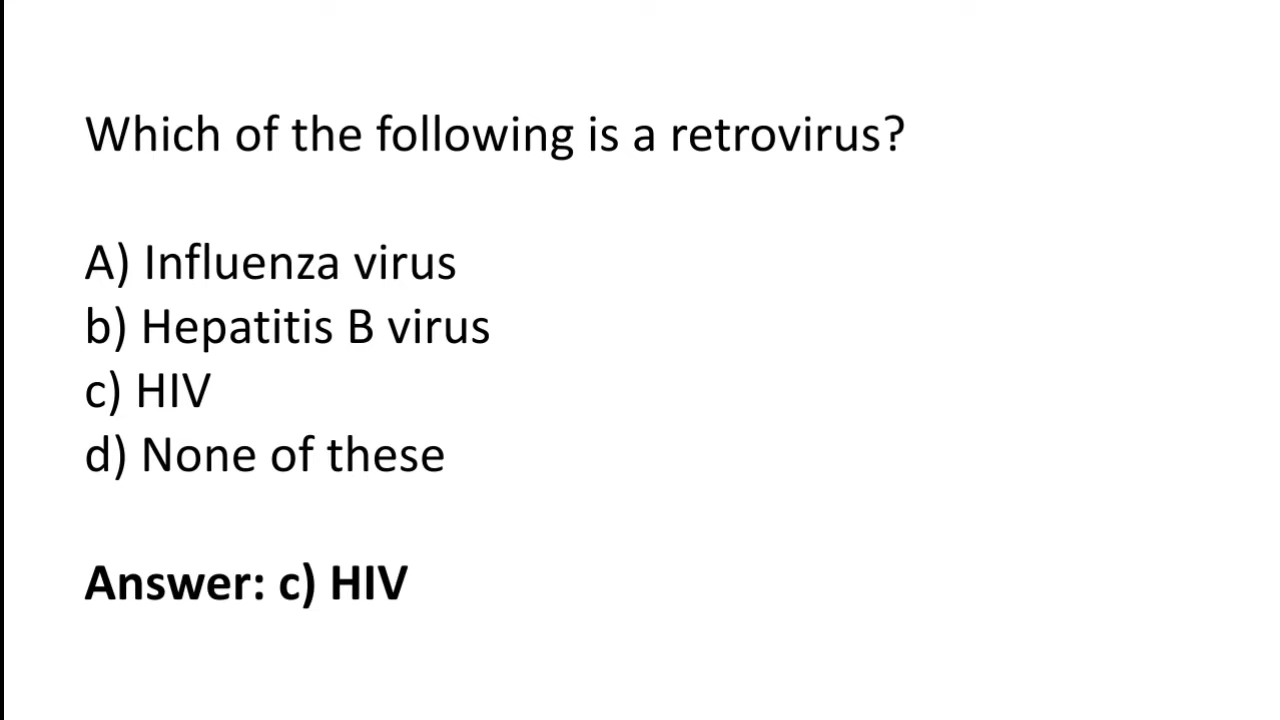 Which of the following is a retrovirus?
A) Influenza virus
b) Hepatitis B virus
c) HIV
d) None of these
Answer: c) HIV